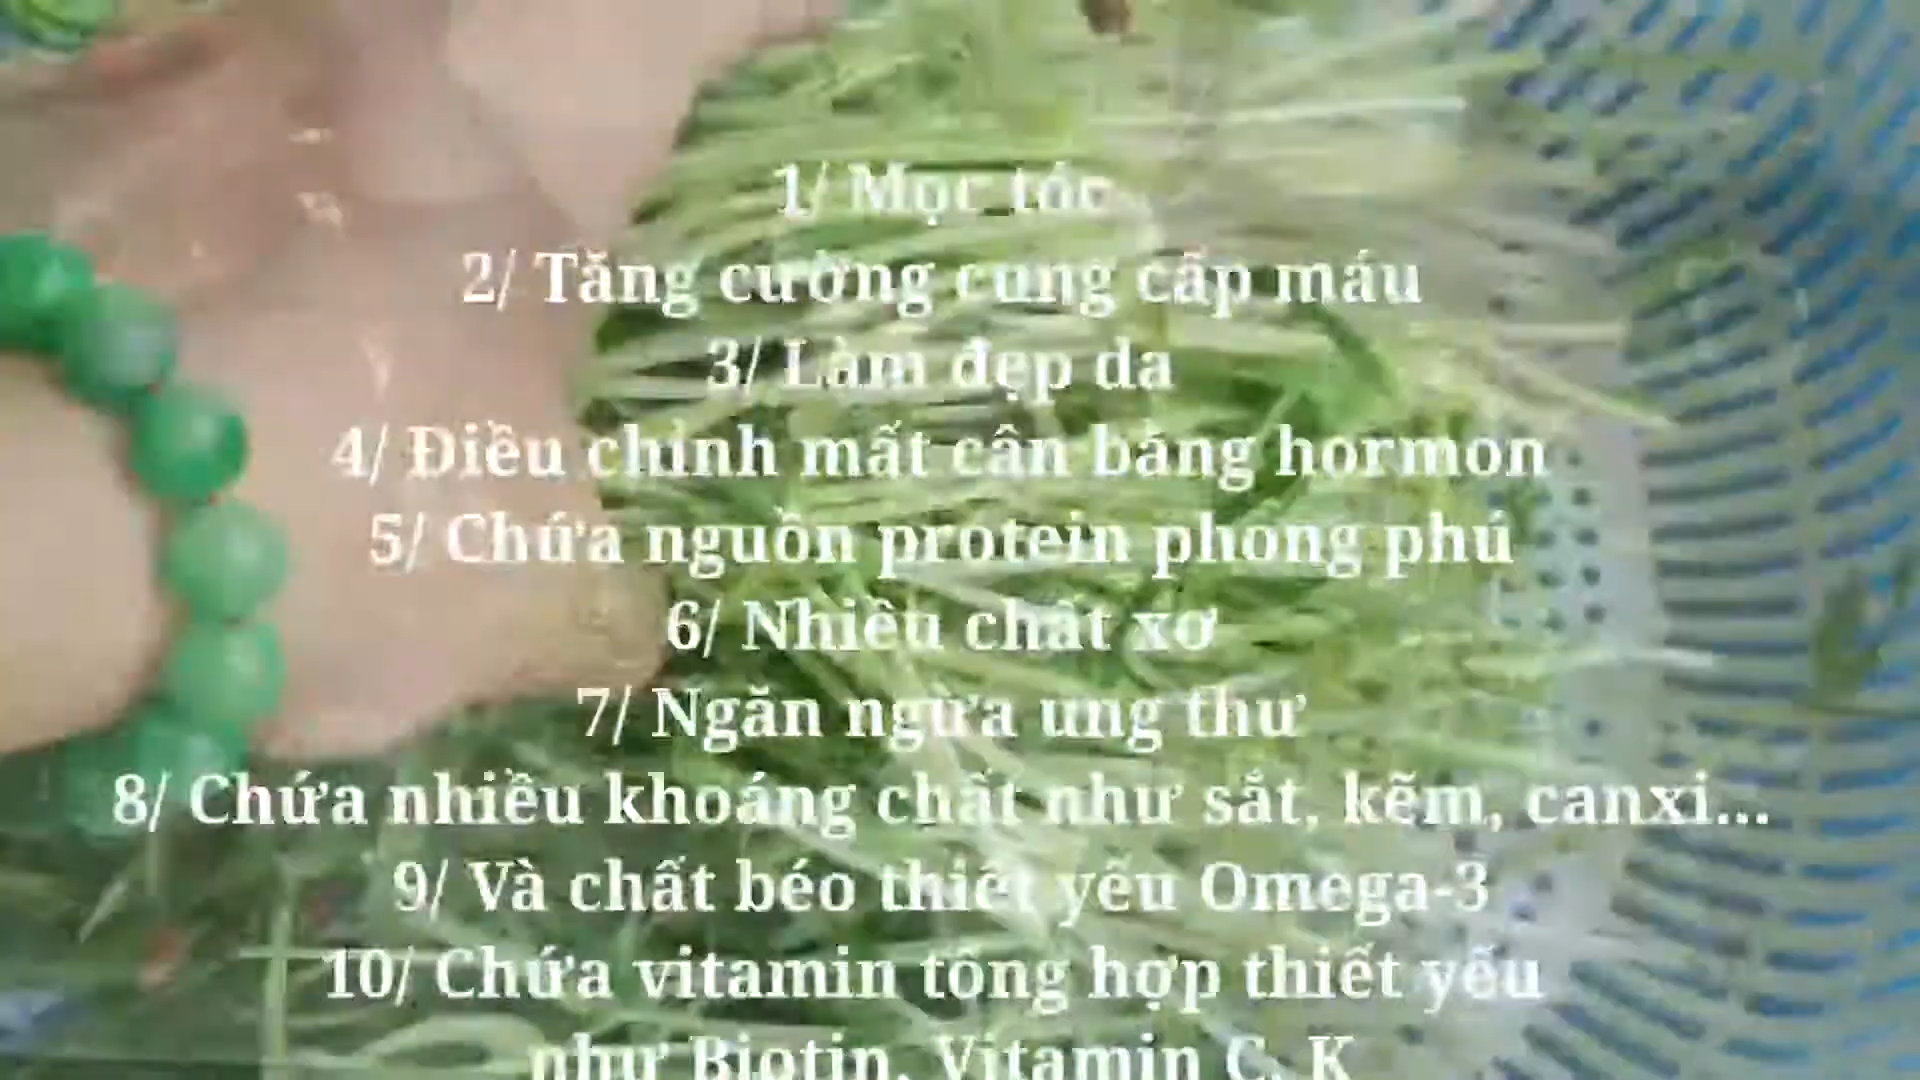 1/ Mọc tóc
2/ Tăng cường cung cấp máu
3/ Làm đẹp da
4/ Điều chỉnh mất cân bằng hormon
5/ Chứa nguồn protein phong phú
6/ Nhiều chất xơ
7/ Ngăn ngừa ung thư
8/ Chứa nhiều khoáng chất như sắt, kẽm, canxi...
9/ Và chất béo thiết yếu Omega-3
10/ Chứa vitamin tổng hợp thiết yếu
như Biotin, Vitamin C, K